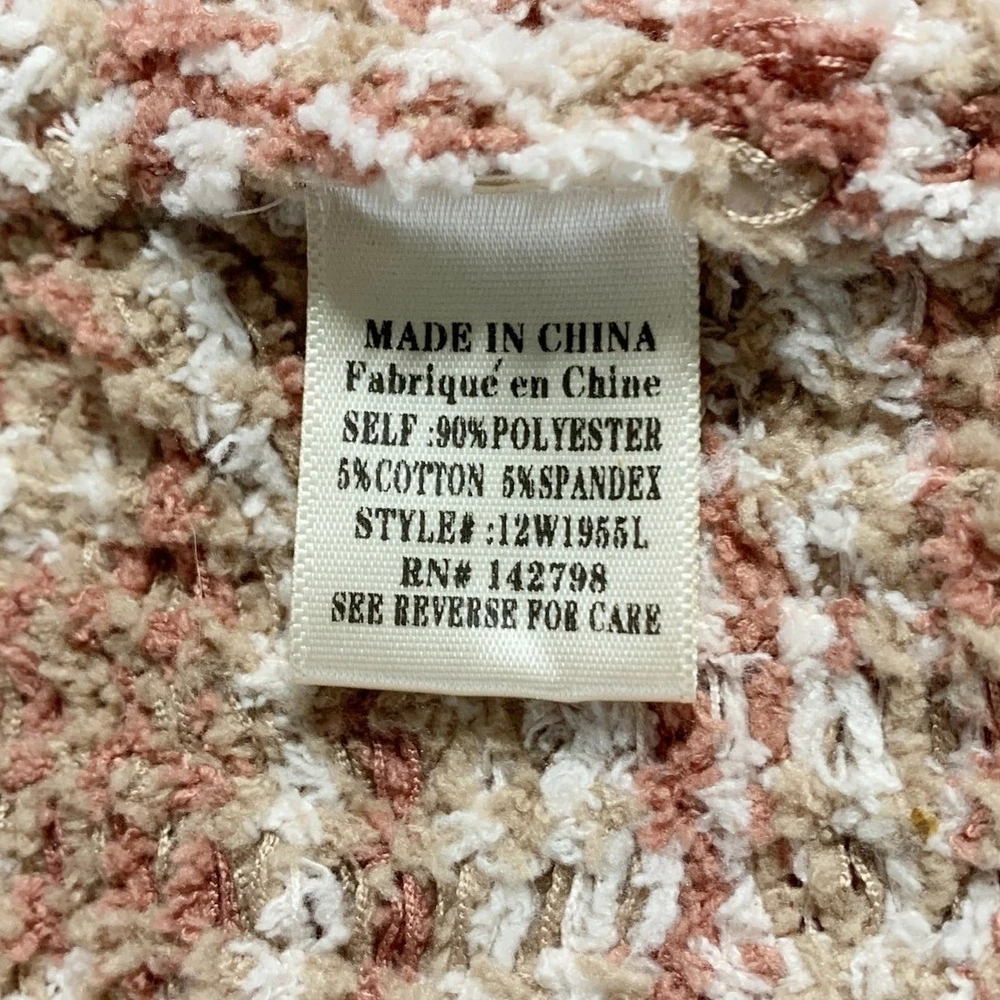 MADE IN CHINA
Fabriqué en Chine
SELF :90%POLYESTER
5%COTTON 5%SPANDEX
STYLE# :12W1955L
RN# 142798
SEE REVERSE FOR CARE